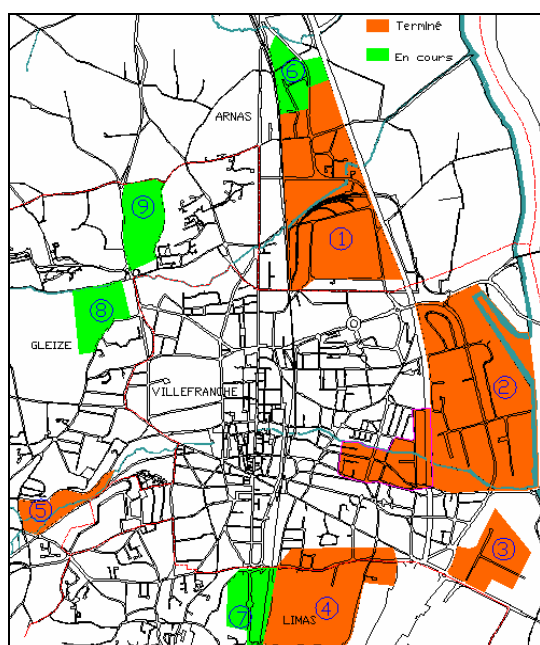 Terminé
En cours
6
ARNAS
9
1
8
GLEIZE
2
VILLEFRANCHE
5
3
7
4
LIMAS